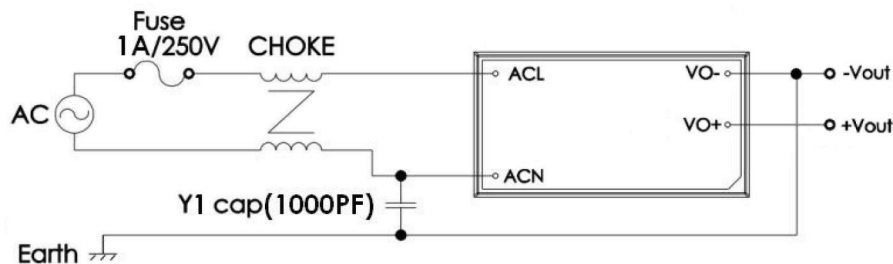 Fuse
1A/250V
CHOKE
AC
ACL
VO-
-Vout
VO+
+Vout
ACN
Y1 cap(1000PF)
Earth